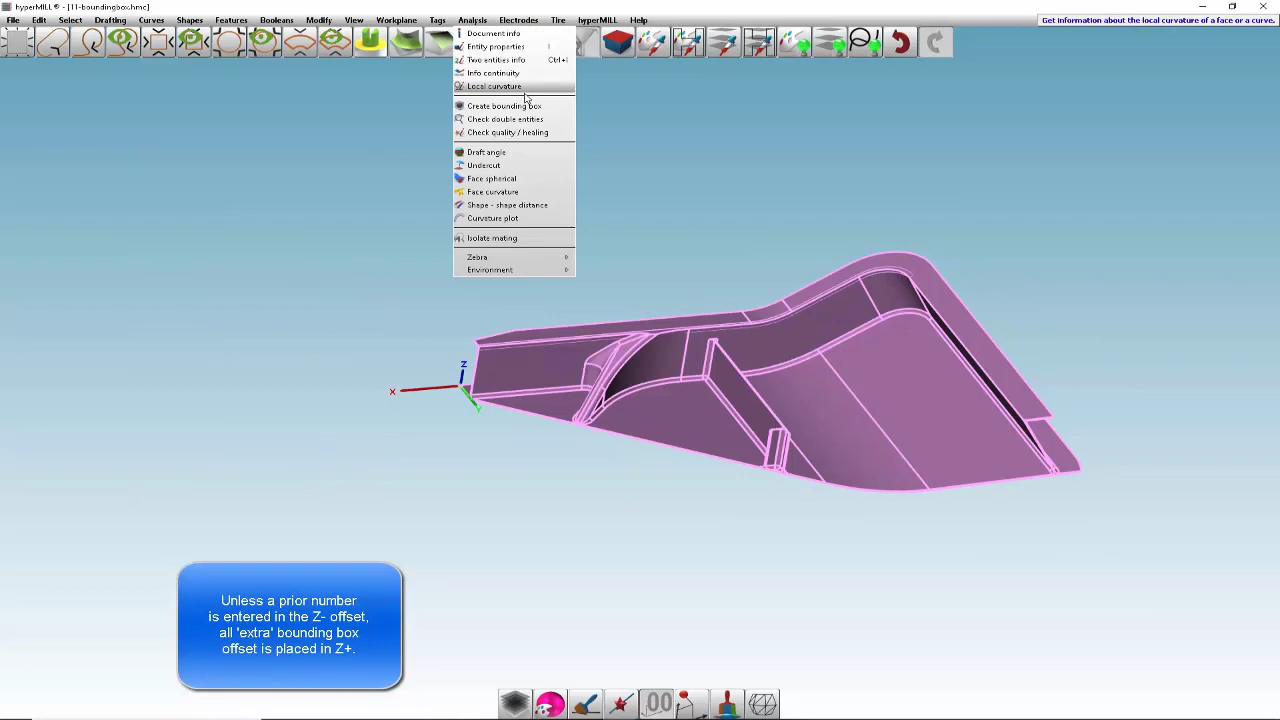 hyperMILL® - [11-boundingbox.hmc]
File Edit Select Drafting Curves Shapes Features Booleans Modify View Workplane Tags Analysis Electrodes Tire hyperMILL Help
Get information about the local curvature of a face or a curve.
Document info
Entity properties I
Two entities info Ctrl+I
Info continuity
Local curvature
Create bounding box
Check double entities
Check quality / healing
Draft angle
Undercut
Face spherical
Face curvature
Shape - shape distance
Curvature plot
Isolate mating
Zebra
Environment
Z
X
Y
Unless a prior number
is entered in the Z- offset,
all 'extra' bounding box
offset is placed in Z+.
00